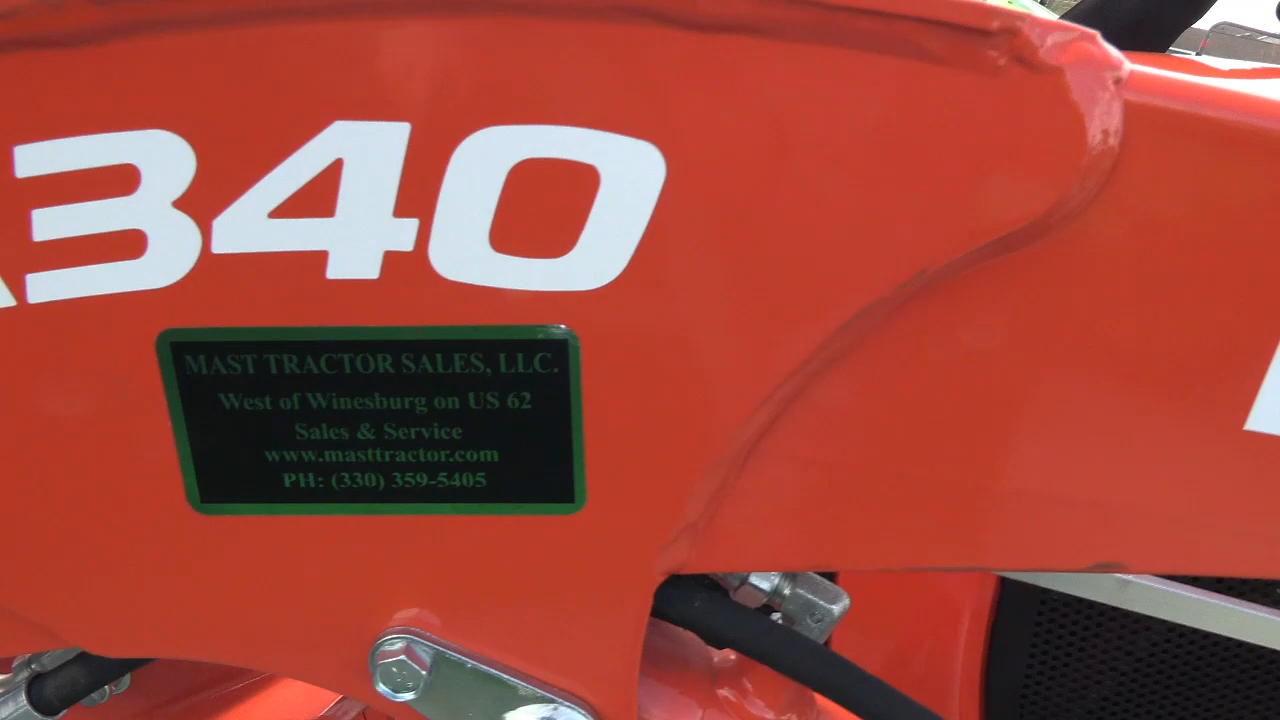 340
MAST TRACTOR SALES, LLC.
West of Winesburg on US 62
Sales & Service
www.masttractor.com
PH: (330) 359-5405